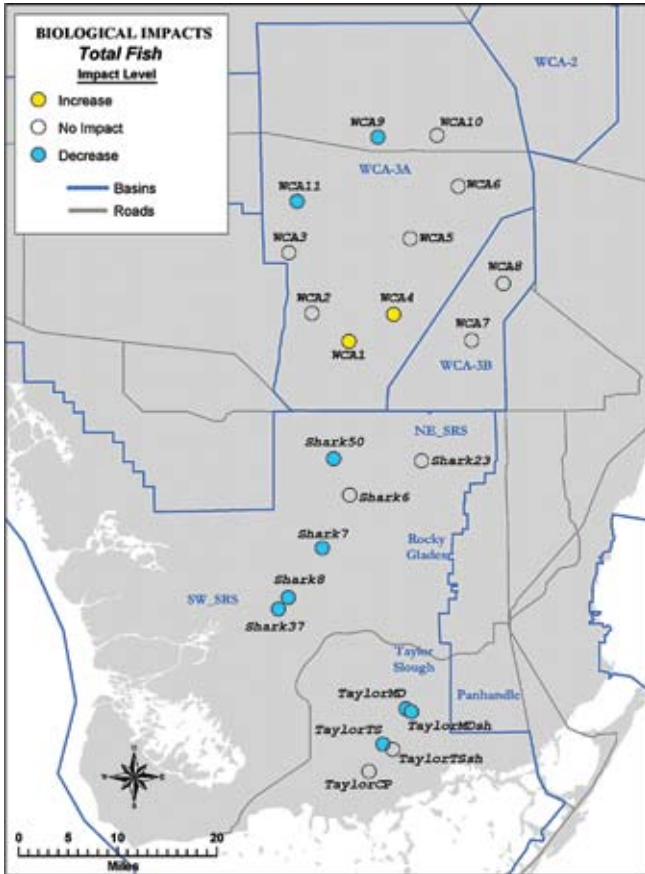 BIOLOGICAL IMPACTS
Total Fish
Impact Level
Increase
No Impact
Decrease
Basins
Roads
WCA-2
WCA9
WCA10
WCA-3A
WCA11
WCA6
WCA3
WCA5
WCA8
WCA2
WCA4
WCA1
WCA7
WCA-3B
NE_SRS
Shark50
Shark23
Shark6
Shark7
Rocky
Glades
Shark8
SW_SRS
Shark37
Taylor
Slough
TaylorMD
Panhandle
TaylorMDsh
TaylorTS
TaylorTSsh
TaylorCP
0 5 10 20
Miles